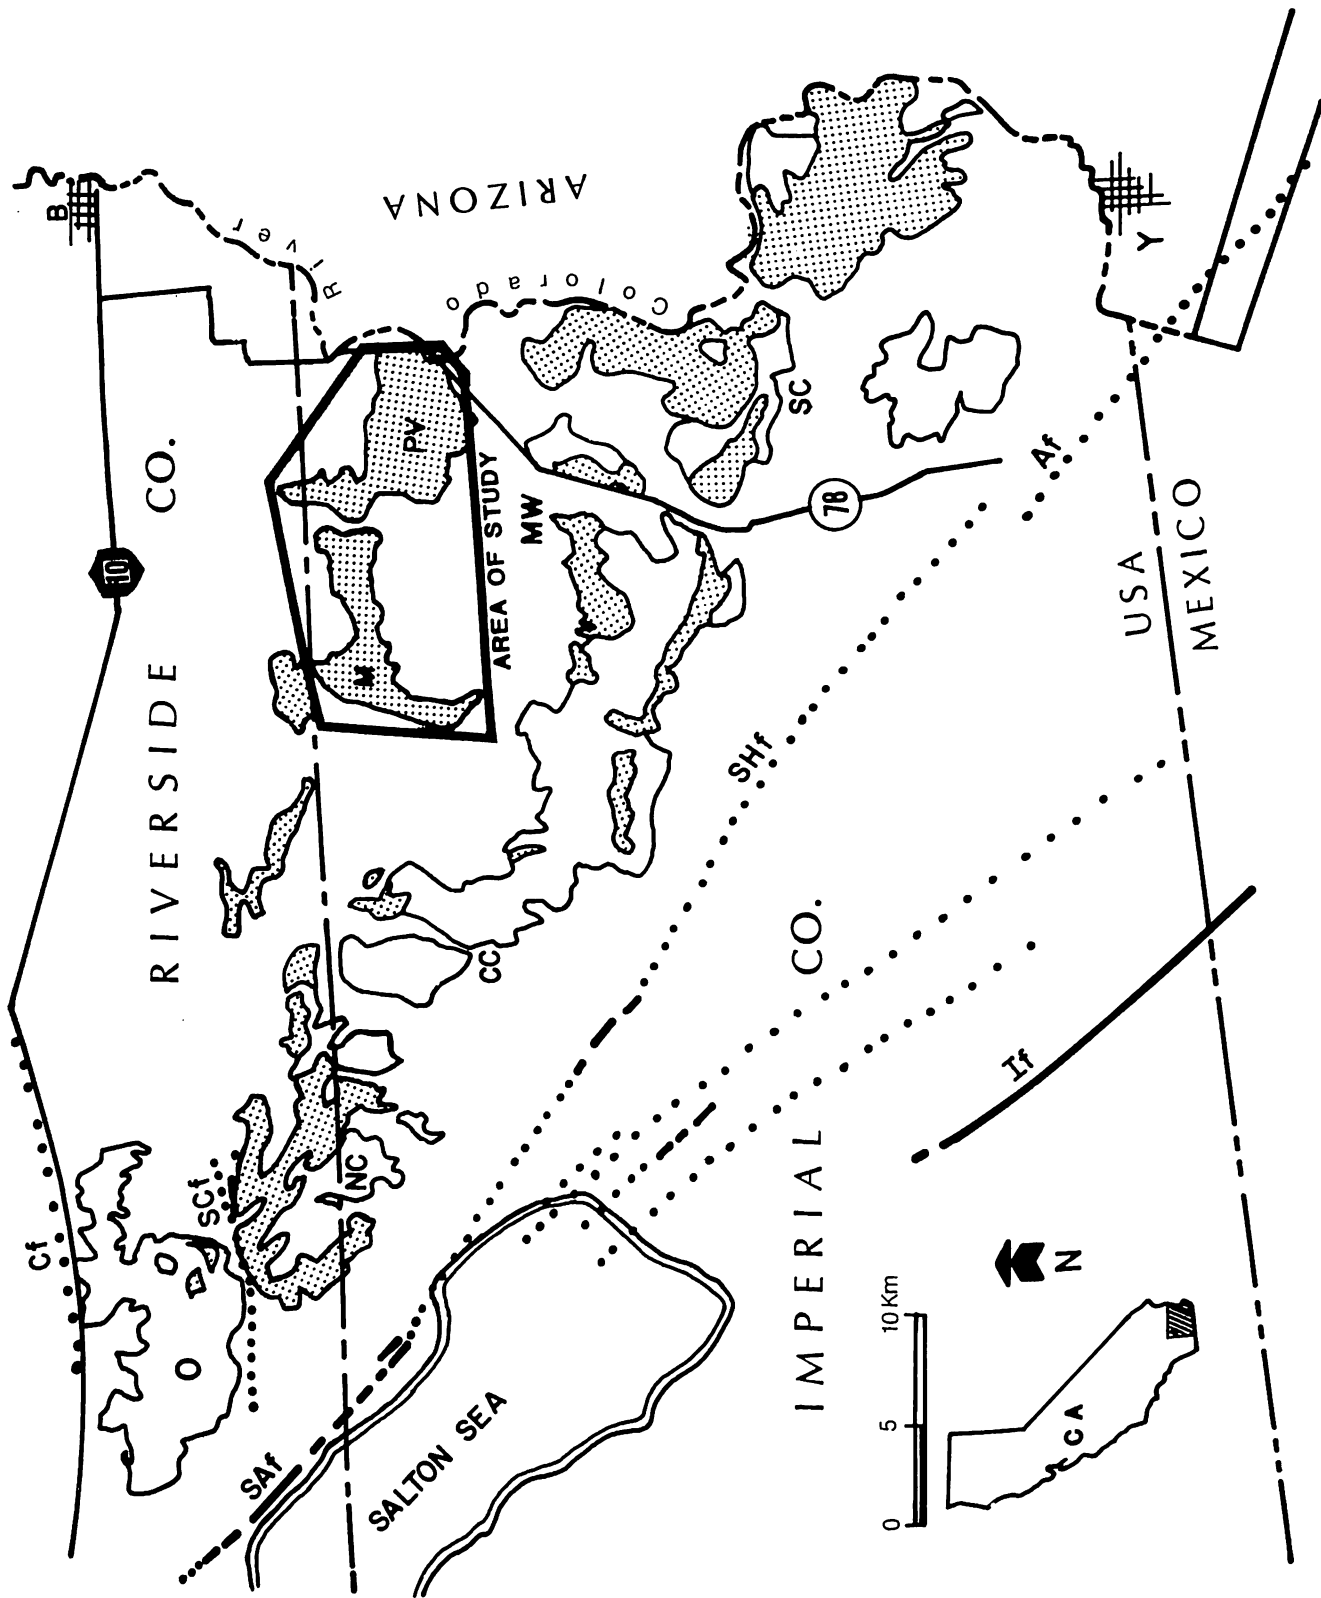 B
10
RIVERSIDE CO.
Cf
SCf
O
River
ARIZONA
Colorado
PV
M
AREA OF STUDY
MW
NC
CC
SC
SAf
SALTON SEA
SHf
78
Af
Y
IMPERIAL CO.
If
USA
MEXICO
0 5 10 Km
N
CA